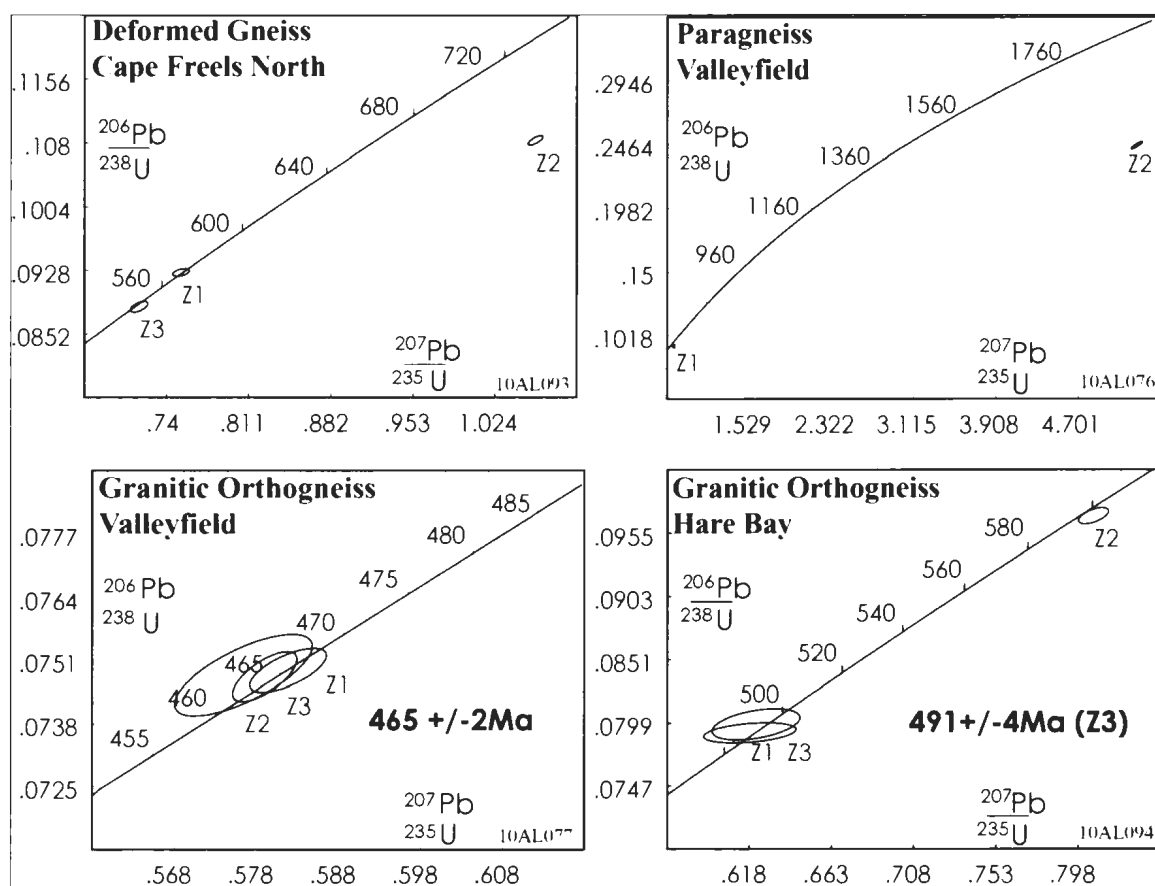 Deformed Gneiss
Cape Freels North
720
680
640
600
560
.1156
.108
.1004
.0928
.0852
206Pb
238U
Z2
Z1
Z3
207Pb
235U
10AL093
.74 .811 .882 .953 1.024
Paragneiss
Valleyfield
1760
1560
1360
1160
960
.2946
.2464
.1982
.15
.1018
206Pb
238U
Z2
Z1
207Pb
235U
10AL076
1.529 2.322 3.115 3.908 4.701
Granitic Orthogneiss
Valleyfield
485
480
475
470
465
460
455
.0777
.0764
.0751
.0738
.0725
206Pb
238U
Z1
Z3
Z2
465 +/-2Ma
207Pb
235U
10AL077
.568 .578 .588 .598 .608
Granitic Orthogneiss
Hare Bay
580
560
540
520
500
.0955
.0903
.0851
.0799
.0747
206Pb
238U
Z2
Z1 Z3
491+/-4Ma (Z3)
207Pb
235U
10AL094
.618 .663 .708 .753 .798